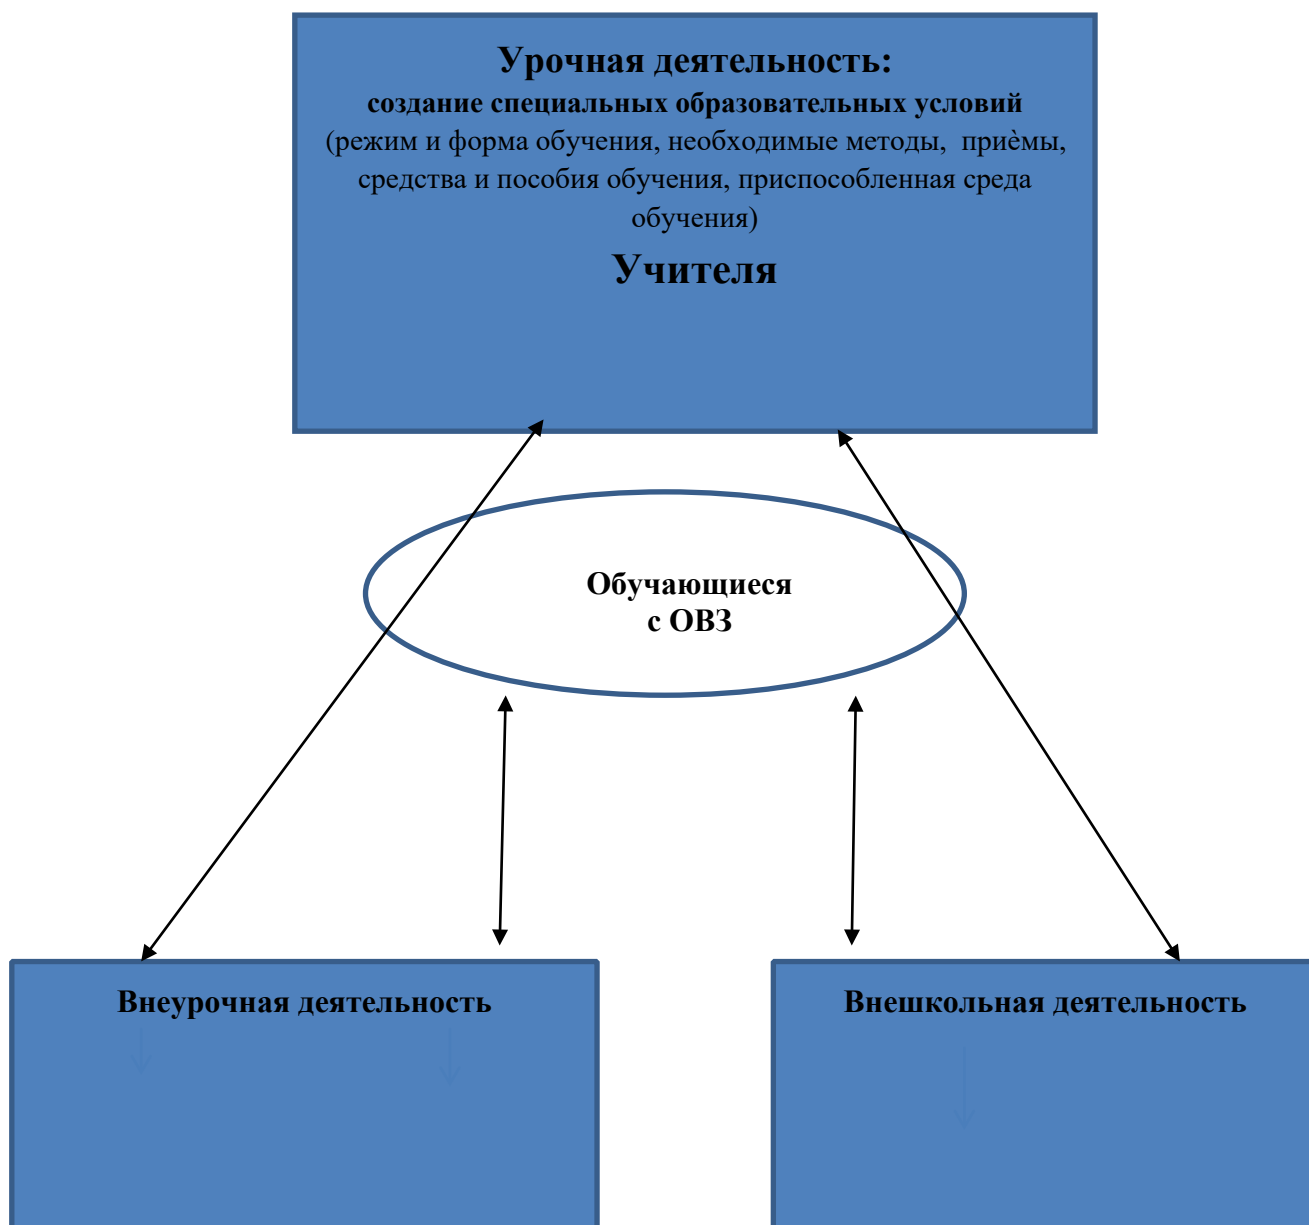 Урочная деятельность:
создание специальных образовательных условий
(режим и форма обучения, необходимые методы, приѐмы,
средства и пособия обучения, приспособленная среда
обучения)
Учителя
Обучающиеся
с ОВЗ
Внеурочная деятельность
Внешкольная деятельность